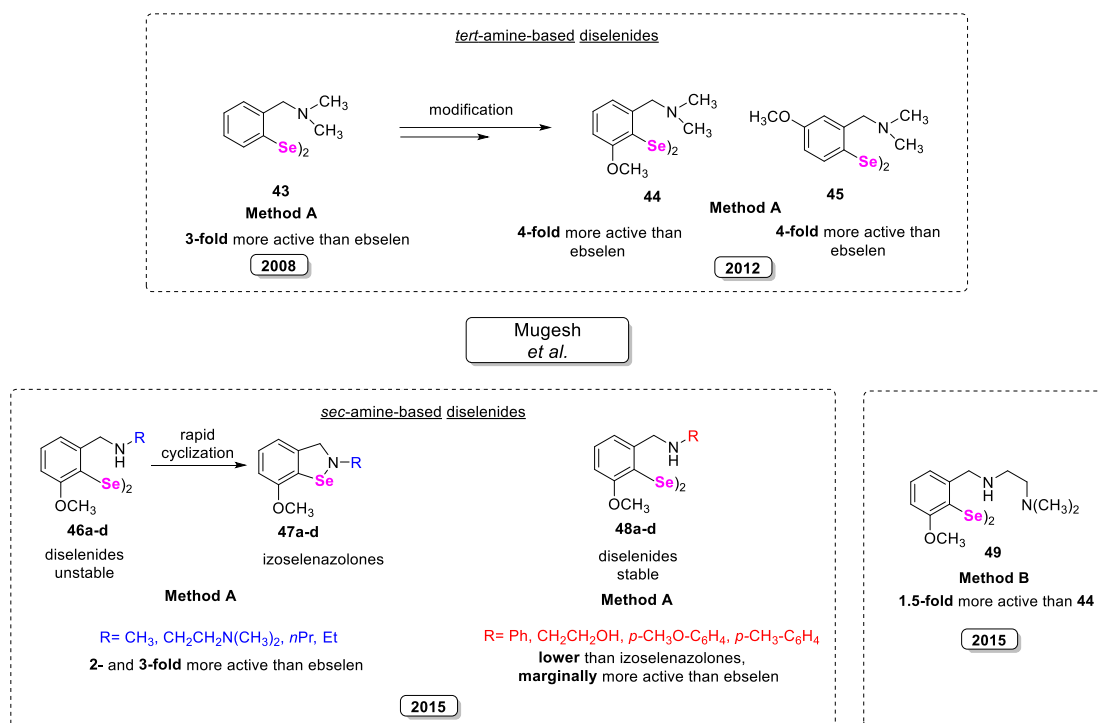 tert-amine-based diselenides
N
CH3
CH3
Se)2
43
Method A
3-fold more active than ebselen
2008
modification
N
CH3
CH3
Se)2
OCH3
44
4-fold more active than
ebselen
H3CO
N
CH3
CH3
Se)2
45
Method A
4-fold more active than
ebselen
2012
Mugesh
et al.
sec-amine-based diselenides
R
N
H
Se)2
OCH3
46a-d
diselenides
unstable
rapid
cyclization
N
R
Se
OCH3
47a-d
izoselenazolones
Method A
R= CH3, CH2CH2N(CH3)2, nPr, Et
2- and 3-fold more active than ebselen
R
N
H
Se)2
OCH3
48a-d
diselenides
stable
Method A
R= Ph, CH2CH2OH, p-CH3O-C6H4, p-CH3-C6H4
lower than izoselenazolones,
marginally more active than ebselen
2015
NH
N(CH3)2
Se)2
OCH3
49
Method B
1.5-fold more active than 44
2015